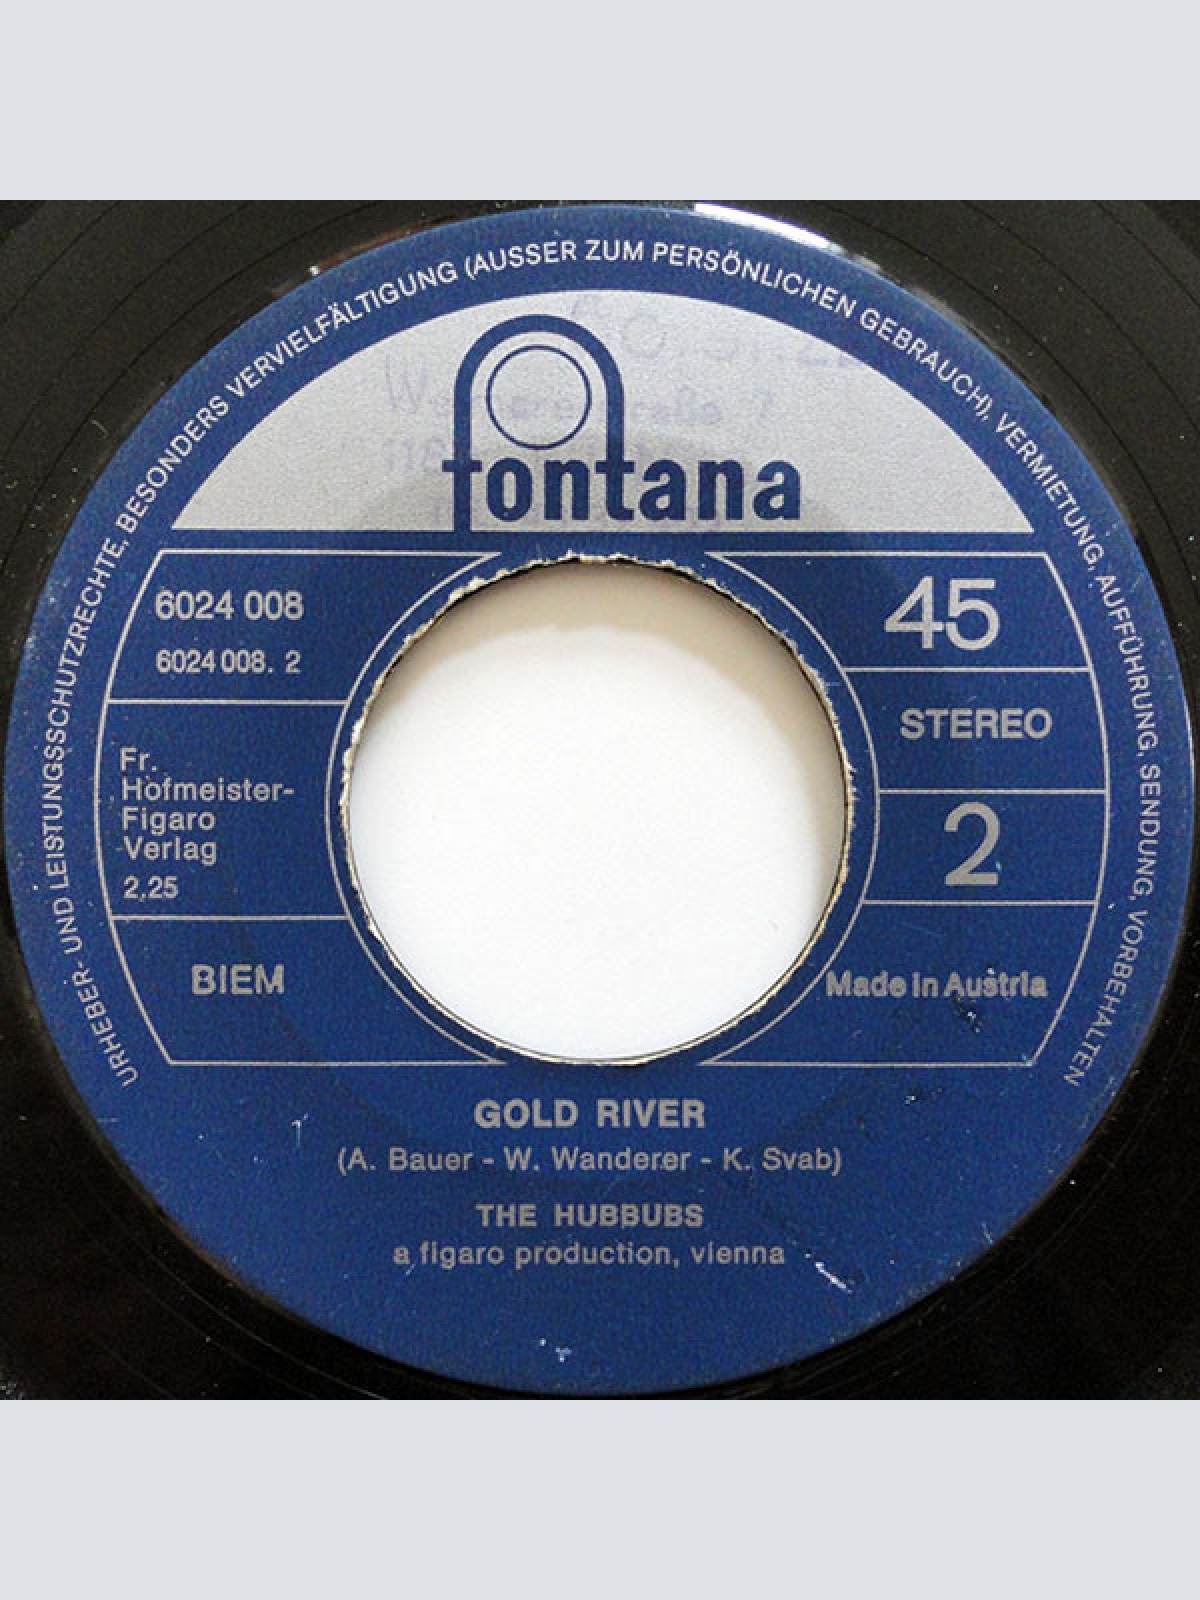 URHEBER- UND LEISTUNGSSCHUTZRECHTE, BESONDERS VERVIELFÄLTIGUNG (AUSSER ZUM PERSÖNLICHEN GEBRAUCH), VERMIETUNG, AUFFÜHRUNG, SENDUNG, VORBEHALTEN
fontana
6024 008
6024 008. 2
Fr.
Hofmeister-
Figaro
Verlag
2,25
BIEM
45
STEREO
2
Made in Austria
GOLD RIVER
(A. Bauer - W. Wanderer - K. Svab)
THE HUBBUBS
a figaro production, vienna